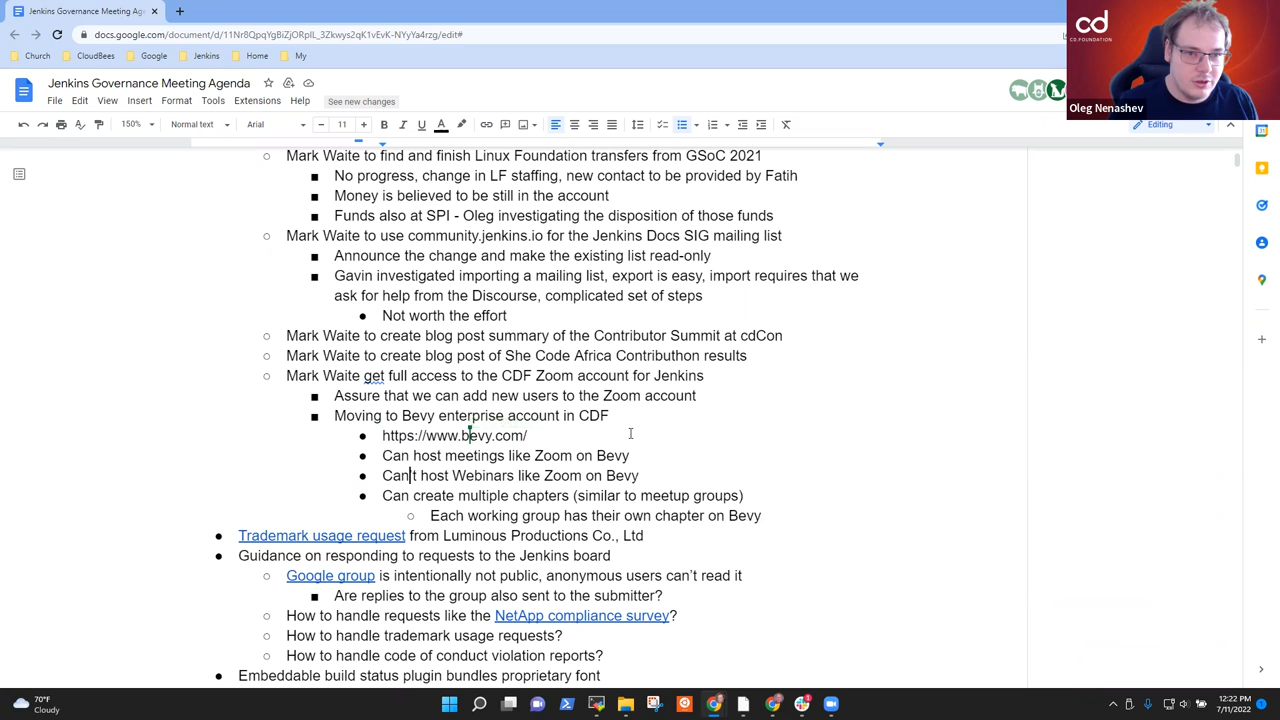 Jenkins Governance Meeting Age
docs.google.com/document/d/11Nr8QpqYgBiZjORplL_3Zkwys2qK1vEvK-NYyYa4rzg/edit#
Church
CloudBees
Google
Jenkins
Home
My
cd
CD.FOUNDATION
Oleg Nenashev
Jenkins Governance Meeting Agenda
File Edit View Insert Format Tools Extensions Help See new changes
150% Normal text Arial 11 Editing
Mark Waite to find and finish Linux Foundation transfers from GSoC 2021
No progress, change in LF staffing, new contact to be provided by Fatih
Money is believed to be still in the account
Funds also at SPI - Oleg investigating the disposition of those funds
Mark Waite to use community.jenkins.io for the Jenkins Docs SIG mailing list
Announce the change and make the existing list read-only
Gavin investigated importing a mailing list, export is easy, import requires that we
ask for help from the Discourse, complicated set of steps
Not worth the effort
Mark Waite to create blog post summary of the Contributor Summit at cdCon
Mark Waite to create blog post of She Code Africa Contributhon results
Mark Waite get full access to the CDF Zoom account for Jenkins
Assure that we can add new users to the Zoom account
Moving to Bevy enterprise account in CDF
https://www.bevy.com/
Can host meetings like Zoom on Bevy
Can't host Webinars like Zoom on Bevy
Can create multiple chapters (similar to meetup groups)
Each working group has their own chapter on Bevy
Trademark usage request from Luminous Productions Co., Ltd
Guidance on responding to requests to the Jenkins board
Google group is intentionally not public, anonymous users can't read it
Are replies to the group also sent to the submitter?
How to handle requests like the NetApp compliance survey?
How to handle trademark usage requests?
How to handle code of conduct violation reports?
Embeddable build status plugin bundles proprietary font
70°F
Cloudy
12:22 PM
7/11/2022